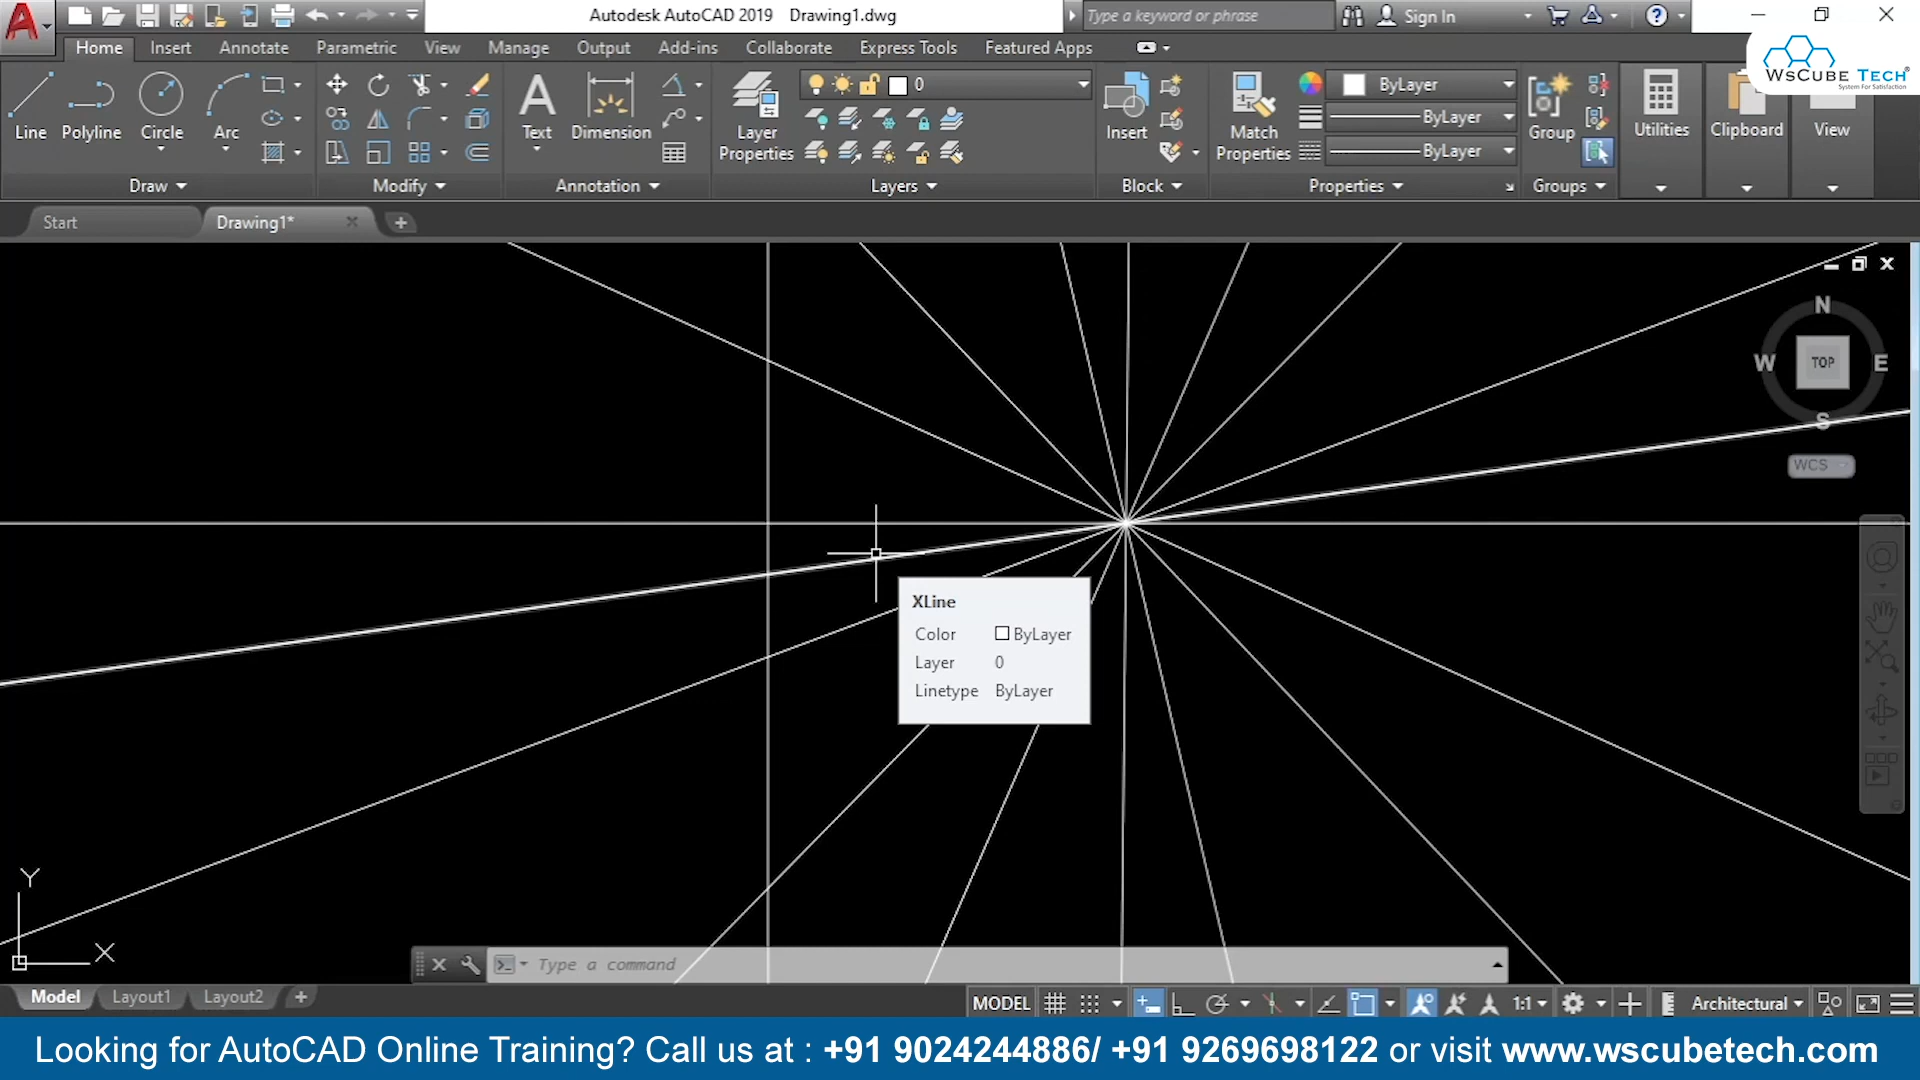 Autodesk AutoCAD 2019 Drawing1.dwg
Type a keyword or phrase
Sign In
Home Insert Annotate Parametric View Manage Output Add-ins Collaborate Express Tools Featured Apps
WsCube Tech®
System For Satisfaction
0
ByLayer
ByLayer
ByLayer
Line Polyline Circle Arc
Text Dimension
Layer Properties
Insert
Match Properties
Group
Utilities
Clipboard
View
Draw Modify Annotation Layers Block Properties Groups
Start Drawing1*
N
W TOP E
S
WCS
XLine
Color ByLayer
Layer 0
Linetype ByLayer
Y
X
Type a command
Model Layout1 Layout2
MODEL 1:1 Architectural
Looking for AutoCAD Online Training? Call us at : +91 9024244886/ +91 9269698122 or visit www.wscubetech.com